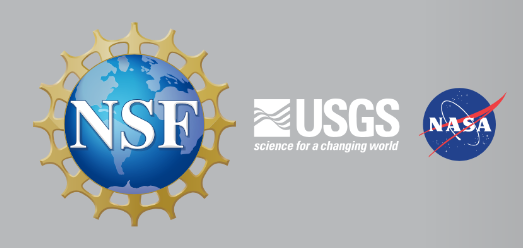 NSF
USGS
science for a changing world
NASA